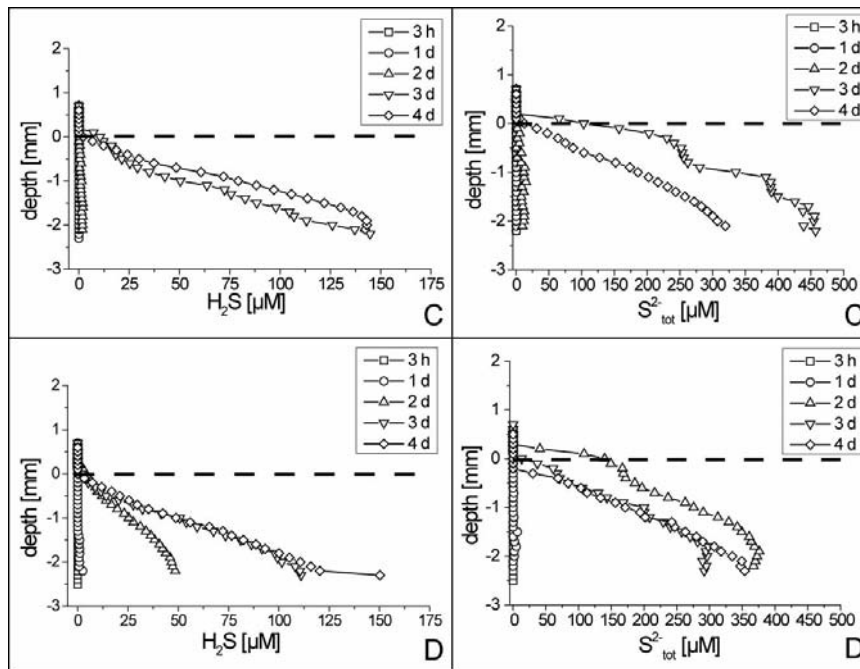 3 h
1 d
2 d
3 d
4 d
2
1
0
-1
-2
-3
depth [mm]
0 25 50 75 100 125 150 175
H2S [µM]
C
3 h
1 d
2 d
3 d
4 d
2
1
0
-1
-2
-3
depth [mm]
0 50 100 150 200 250 300 350 400 450 500
S2-tot [µM]
C
3 h
1 d
2 d
3 d
4 d
2
1
0
-1
-2
-3
depth [mm]
0 25 50 75 100 125 150 175
H2S [µM]
D
3 h
1 d
2 d
3 d
4 d
2
1
0
-1
-2
-3
depth [mm]
0 50 100 150 200 250 300 350 400 450 500
S2-tot [µM]
D